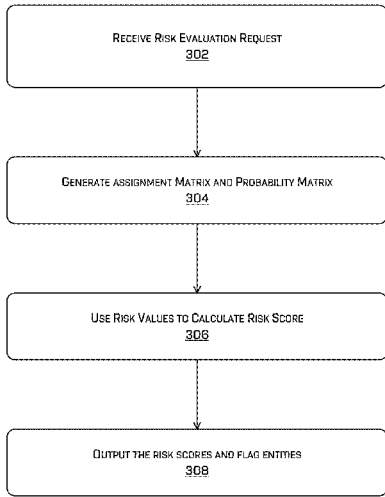 Receive Risk Evaluation Request
302
Generate assignment Matrix and Probability Matrix
304
Use Risk Values to Calculate Risk Score
306
Output the risk scores and flag entities
308